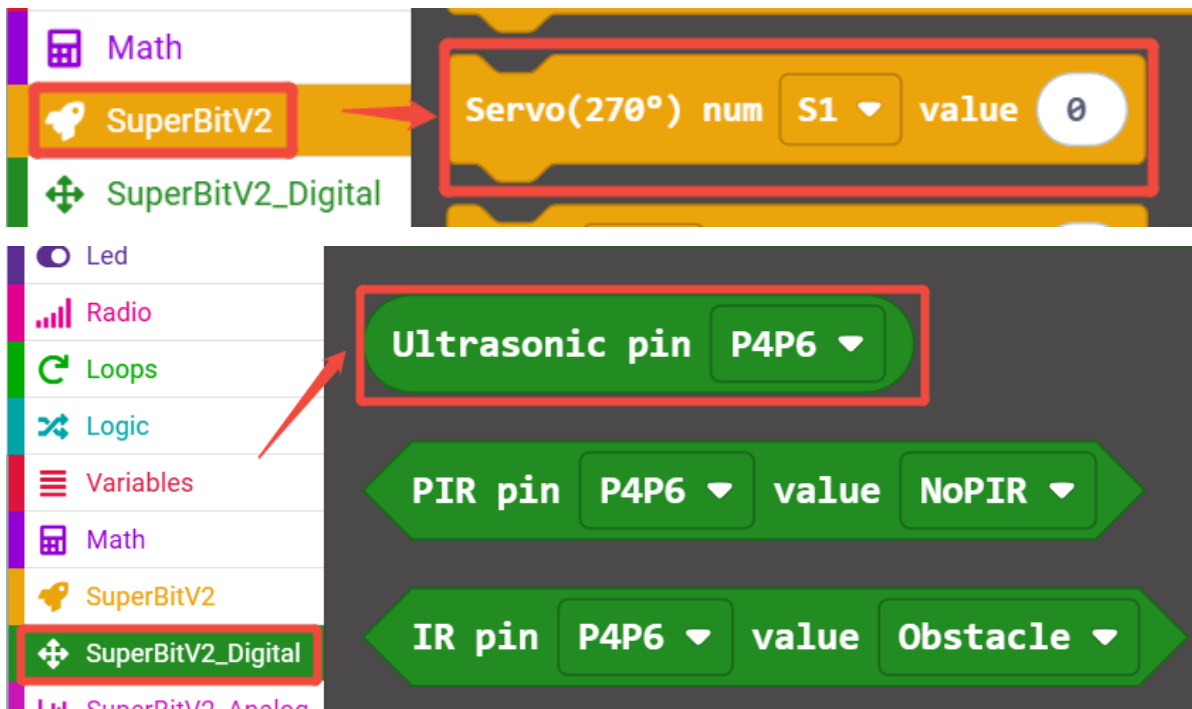 Math
SuperBitV2
SuperBitV2_Digital
Servo(270°) num S1 value 0
Led
Radio
Loops
Logic
Variables
Math
SuperBitV2
SuperBitV2_Digital
SuperBitV2_Analog
Ultrasonic pin P4P6
PIR pin P4P6 value NoPIR
IR pin P4P6 value Obstacle